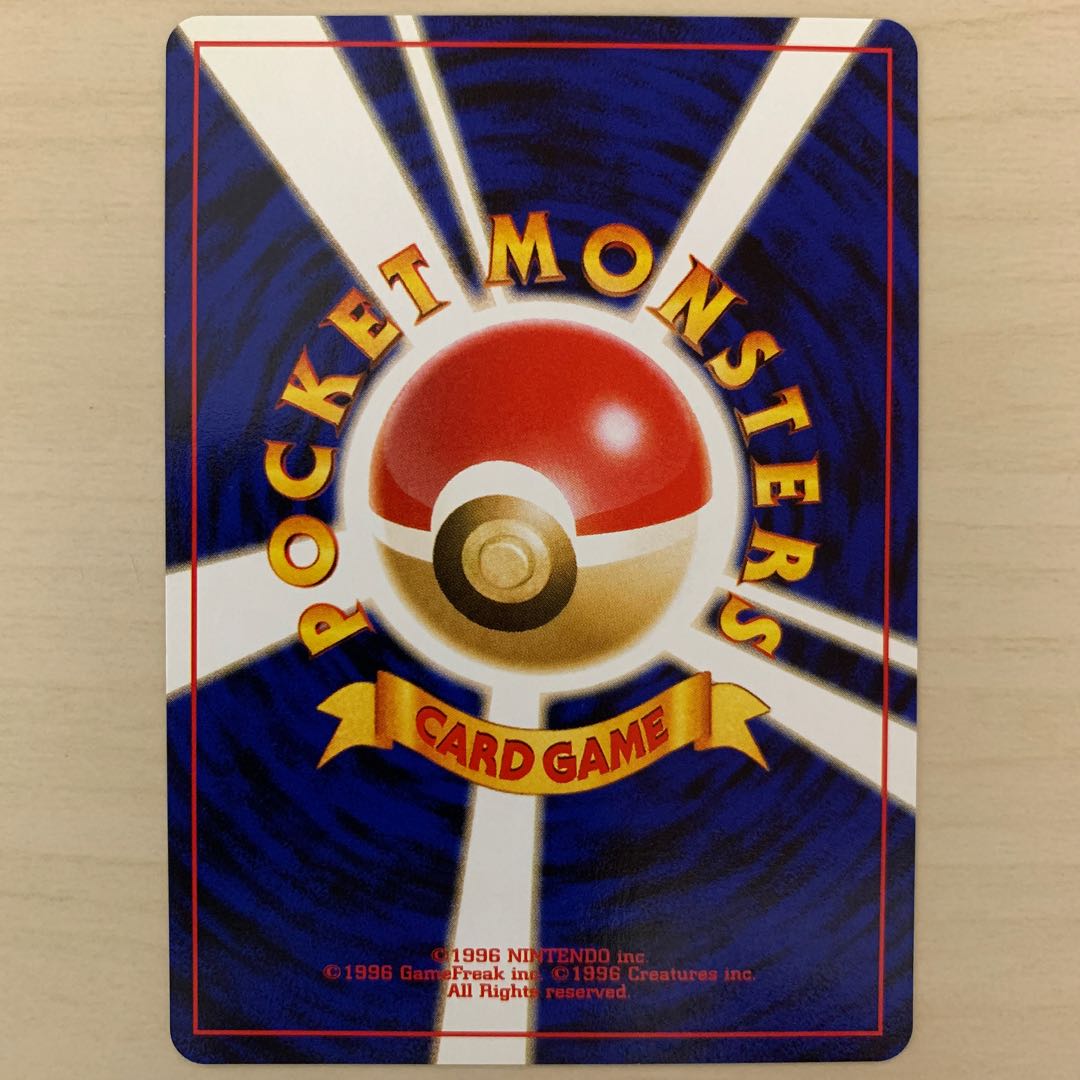 POCKET MONSTERS
CARD GAME
©1996 NINTENDO inc.
©1996 GameFreak inc. ©1996 Creatures inc.
All Rights reserved.